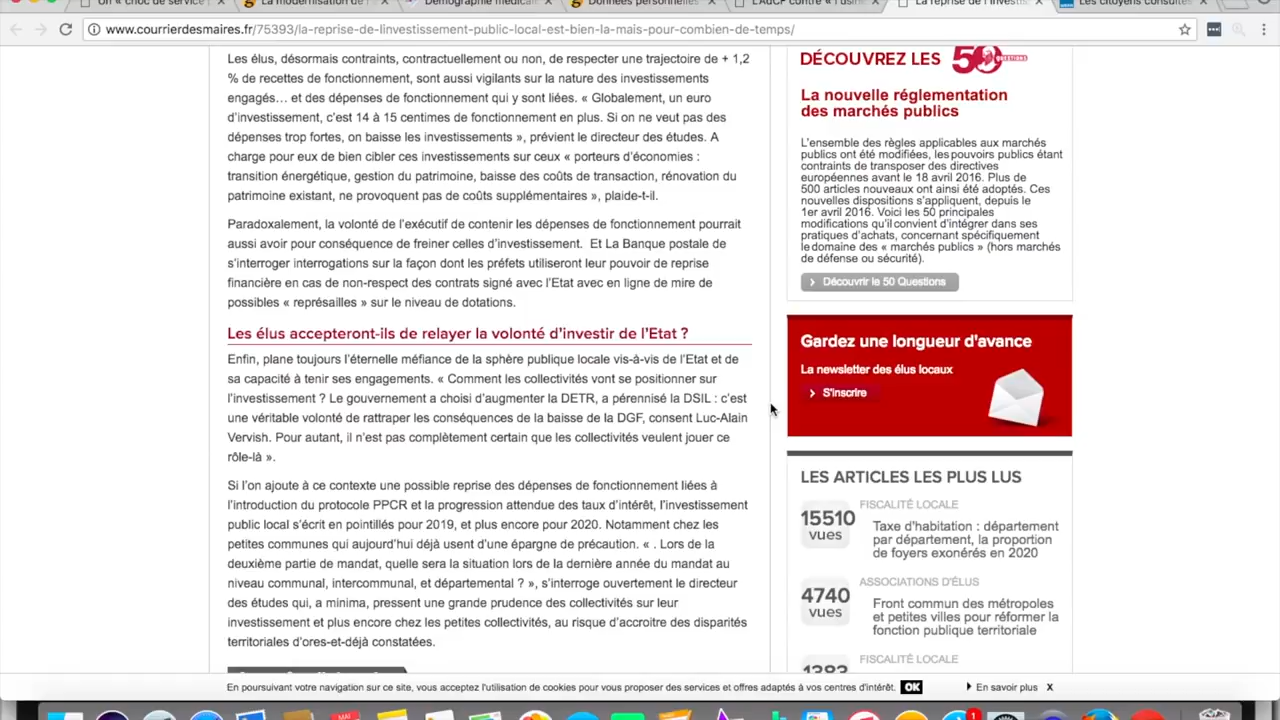 On « choc de service p
La modernisation de l'
Démographie médicale
Données personnelles
L'AdCF contre « l'usine
La reprise de l'investis
Les citoyens consultés
www.courrierdesmaires.fr/75393/la-reprise-de-linvestissement-public-local-est-bien-la-mais-pour-combien-de-temps/
Les élus, désormais contraints, contractuellement ou non, de respecter une trajectoire de + 1,2
% de recettes de fonctionnement, sont aussi vigilants sur la nature des investissements
engagés… et des dépenses de fonctionnement qui y sont liées. « Globalement, un euro
d'investissement, c'est 14 à 15 centimes de fonctionnement en plus. Si on ne veut pas des
dépenses trop fortes, on baisse les investissements », prévient le directeur des études. A
charge pour eux de bien cibler ces investissements sur ceux « porteurs d'économies :
transition énergétique, gestion du patrimoine, baisse des coûts de transaction, rénovation du
patrimoine existant, ne provoquent pas de coûts supplémentaires », plaide-t-il.
Paradoxalement, la volonté de l'exécutif de contenir les dépenses de fonctionnement pourrait
aussi avoir pour conséquence de freiner celles d'investissement. Et La Banque postale de
s'interroger interrogations sur la façon dont les préfets utiliseront leur pouvoir de reprise
financière en cas de non-respect des contrats signé avec l'Etat avec en ligne de mire de
possibles « représailles » sur le niveau de dotations.
Les élus accepteront-ils de relayer la volonté d'investir de l'Etat ?
Enfin, plane toujours l'éternelle méfiance de la sphère publique locale vis-à-vis de l'Etat et de
sa capacité à tenir ses engagements. « Comment les collectivités vont se positionner sur
l'investissement ? Le gouvernement a choisi d'augmenter la DETR, a pérennisé la DSIL : c'est
une véritable volonté de rattraper les conséquences de la baisse de la DGF, consent Luc-Alain
Vervish. Pour autant, il n'est pas complètement certain que les collectivités veulent jouer ce
rôle-là ».
Si l'on ajoute à ce contexte une possible reprise des dépenses de fonctionnement liées à
l'introduction du protocole PPCR et la progression attendue des taux d'intérêt, l'investissement
public local s'écrit en pointillés pour 2019, et plus encore pour 2020. Notamment chez les
petites communes qui aujourd'hui déjà usent d'une épargne de précaution. « . Lors de la
deuxième partie de mandat, quelle sera la situation lors de la dernière année du mandat au
niveau communal, intercommunal, et départemental ? », s'interroge ouvertement le directeur
des études qui, a minima, pressent une grande prudence des collectivités sur leur
investissement et plus encore chez les petites collectivités, au risque d'accroitre des disparités
territoriales d'ores-et-déjà constatées.
DÉCOUVREZ LES 50 QUESTIONS
La nouvelle réglementation
des marchés publics
L'ensemble des règles applicables aux marchés
publics ont été modifiées, les pouvoirs publics étant
contraints de transposer des directives
européennes avant le 18 avril 2016. Plus de
500 articles nouveaux ont ainsi été adoptés. Ces
nouvelles dispositions s'appliquent, depuis le
1er avril 2016. Voici les 50 principales
modifications qu'il convient d'intégrer dans ses
pratiques d'achats, concernant spécifiquement
le domaine des « marchés publics » (hors marchés
de défense ou sécurité).
Découvrir le 50 Questions
Gardez une longueur d'avance
La newsletter des élus locaux
S'inscrire
LES ARTICLES LES PLUS LUS
15510
vues
FISCALITÉ LOCALE
Taxe d'habitation : département
par département, la proportion
de foyers exonérés en 2020
4740
vues
ASSOCIATIONS D'ÉLUS
Front commun des métropoles
et petites villes pour réformer la
fonction publique territoriale
1383
FISCALITÉ LOCALE
En poursuivant votre navigation sur ce site, vous acceptez l'utilisation de cookies pour vous proposer des services et offres adaptés à vos centres d'intérêt.
OK
En savoir plus
X
MAI
1